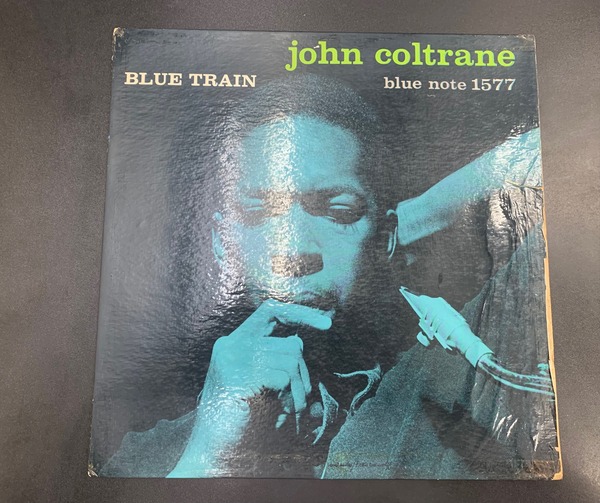 john coltrane
BLUE TRAIN
blue note 1577